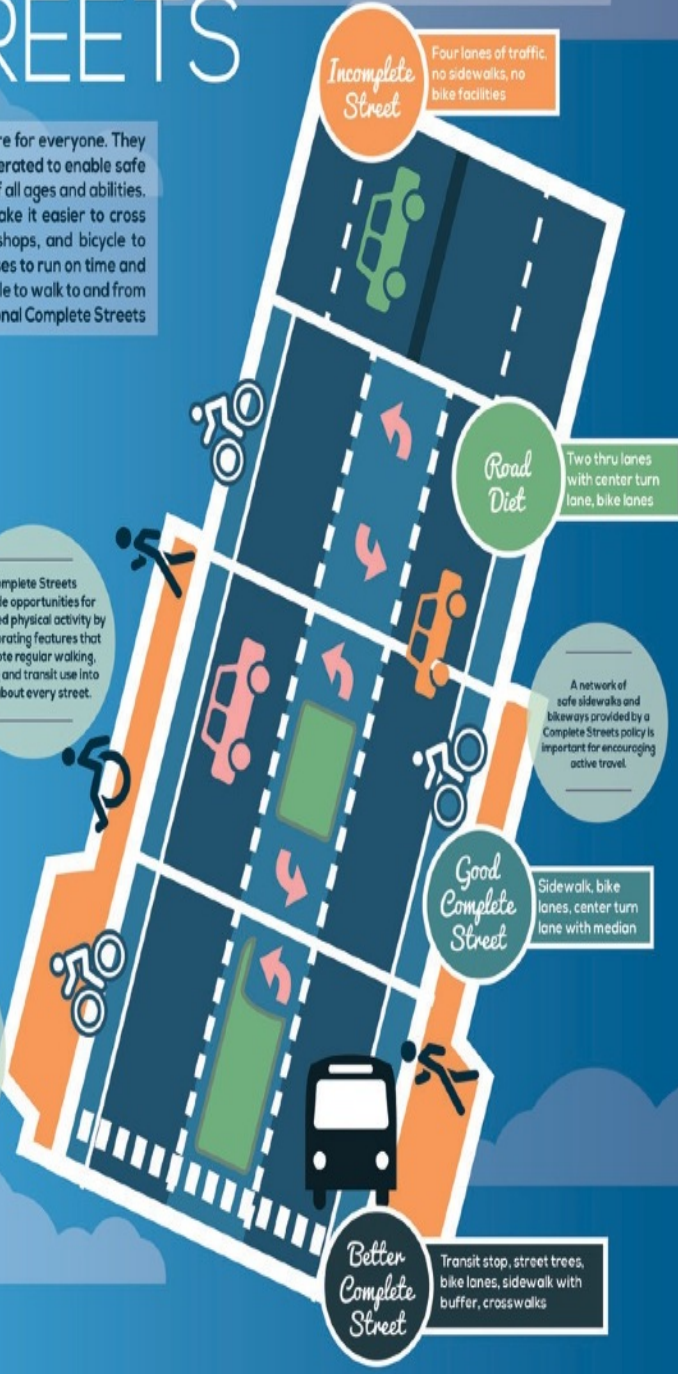 REETS
Incomplete
Street
Four lanes of traffic,
no sidewalks, no
bike facilities
re for everyone. They
erated to enable safe
f all ages and abilities.
ake it easier to cross
shops, and bicycle to
es to run on time and
le to walk to and from
nal Complete Streets
Road
Diet
Two thru lanes
with center turn
lane, bike lanes
mplete Streets
le opportunities for
ed physical activity by
rating features that
ote regular walking,
and transit use into
about every street.
A network of
safe sidewalks and
bikeways provided by a
Complete Streets policy is
important for encouraging
active travel.
Good
Complete
Street
Sidewalk, bike
lanes, center turn
lane with median
Better
Complete
Street
Transit stop, street trees,
bike lanes, sidewalk with
buffer, crosswalks